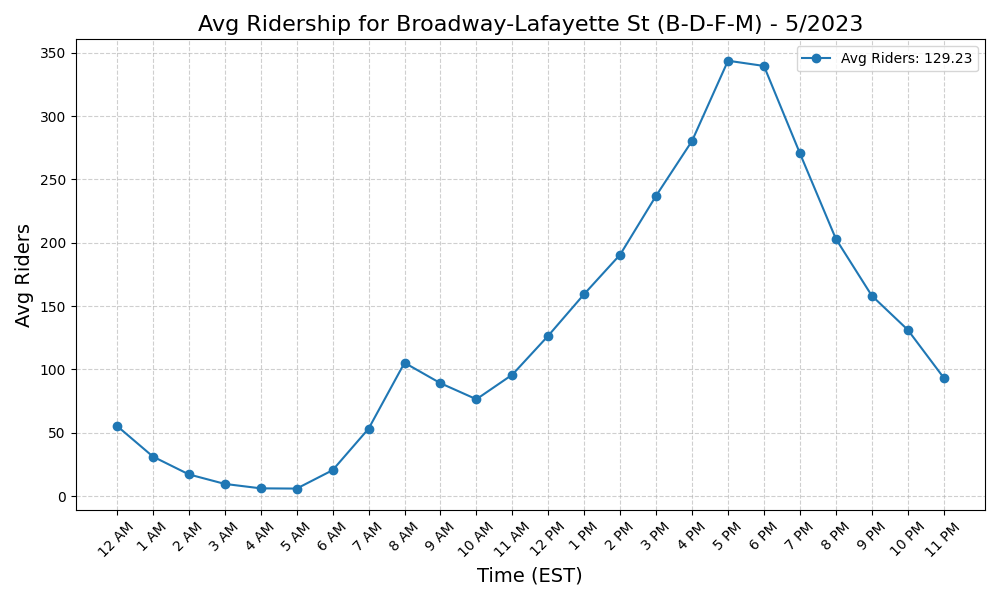 Avg Ridership for Broadway-Lafayette St (B-D-F-M) - 5/2023
Avg Riders: 129.23
350
300
250
200
150
100
50
0
Avg Riders
12 AM
1 AM
2 AM
3 AM
4 AM
5 AM
6 AM
7 AM
8 AM
9 AM
10 AM
11 AM
12 PM
1 PM
2 PM
3 PM
4 PM
5 PM
6 PM
7 PM
8 PM
9 PM
10 PM
11 PM
Time (EST)